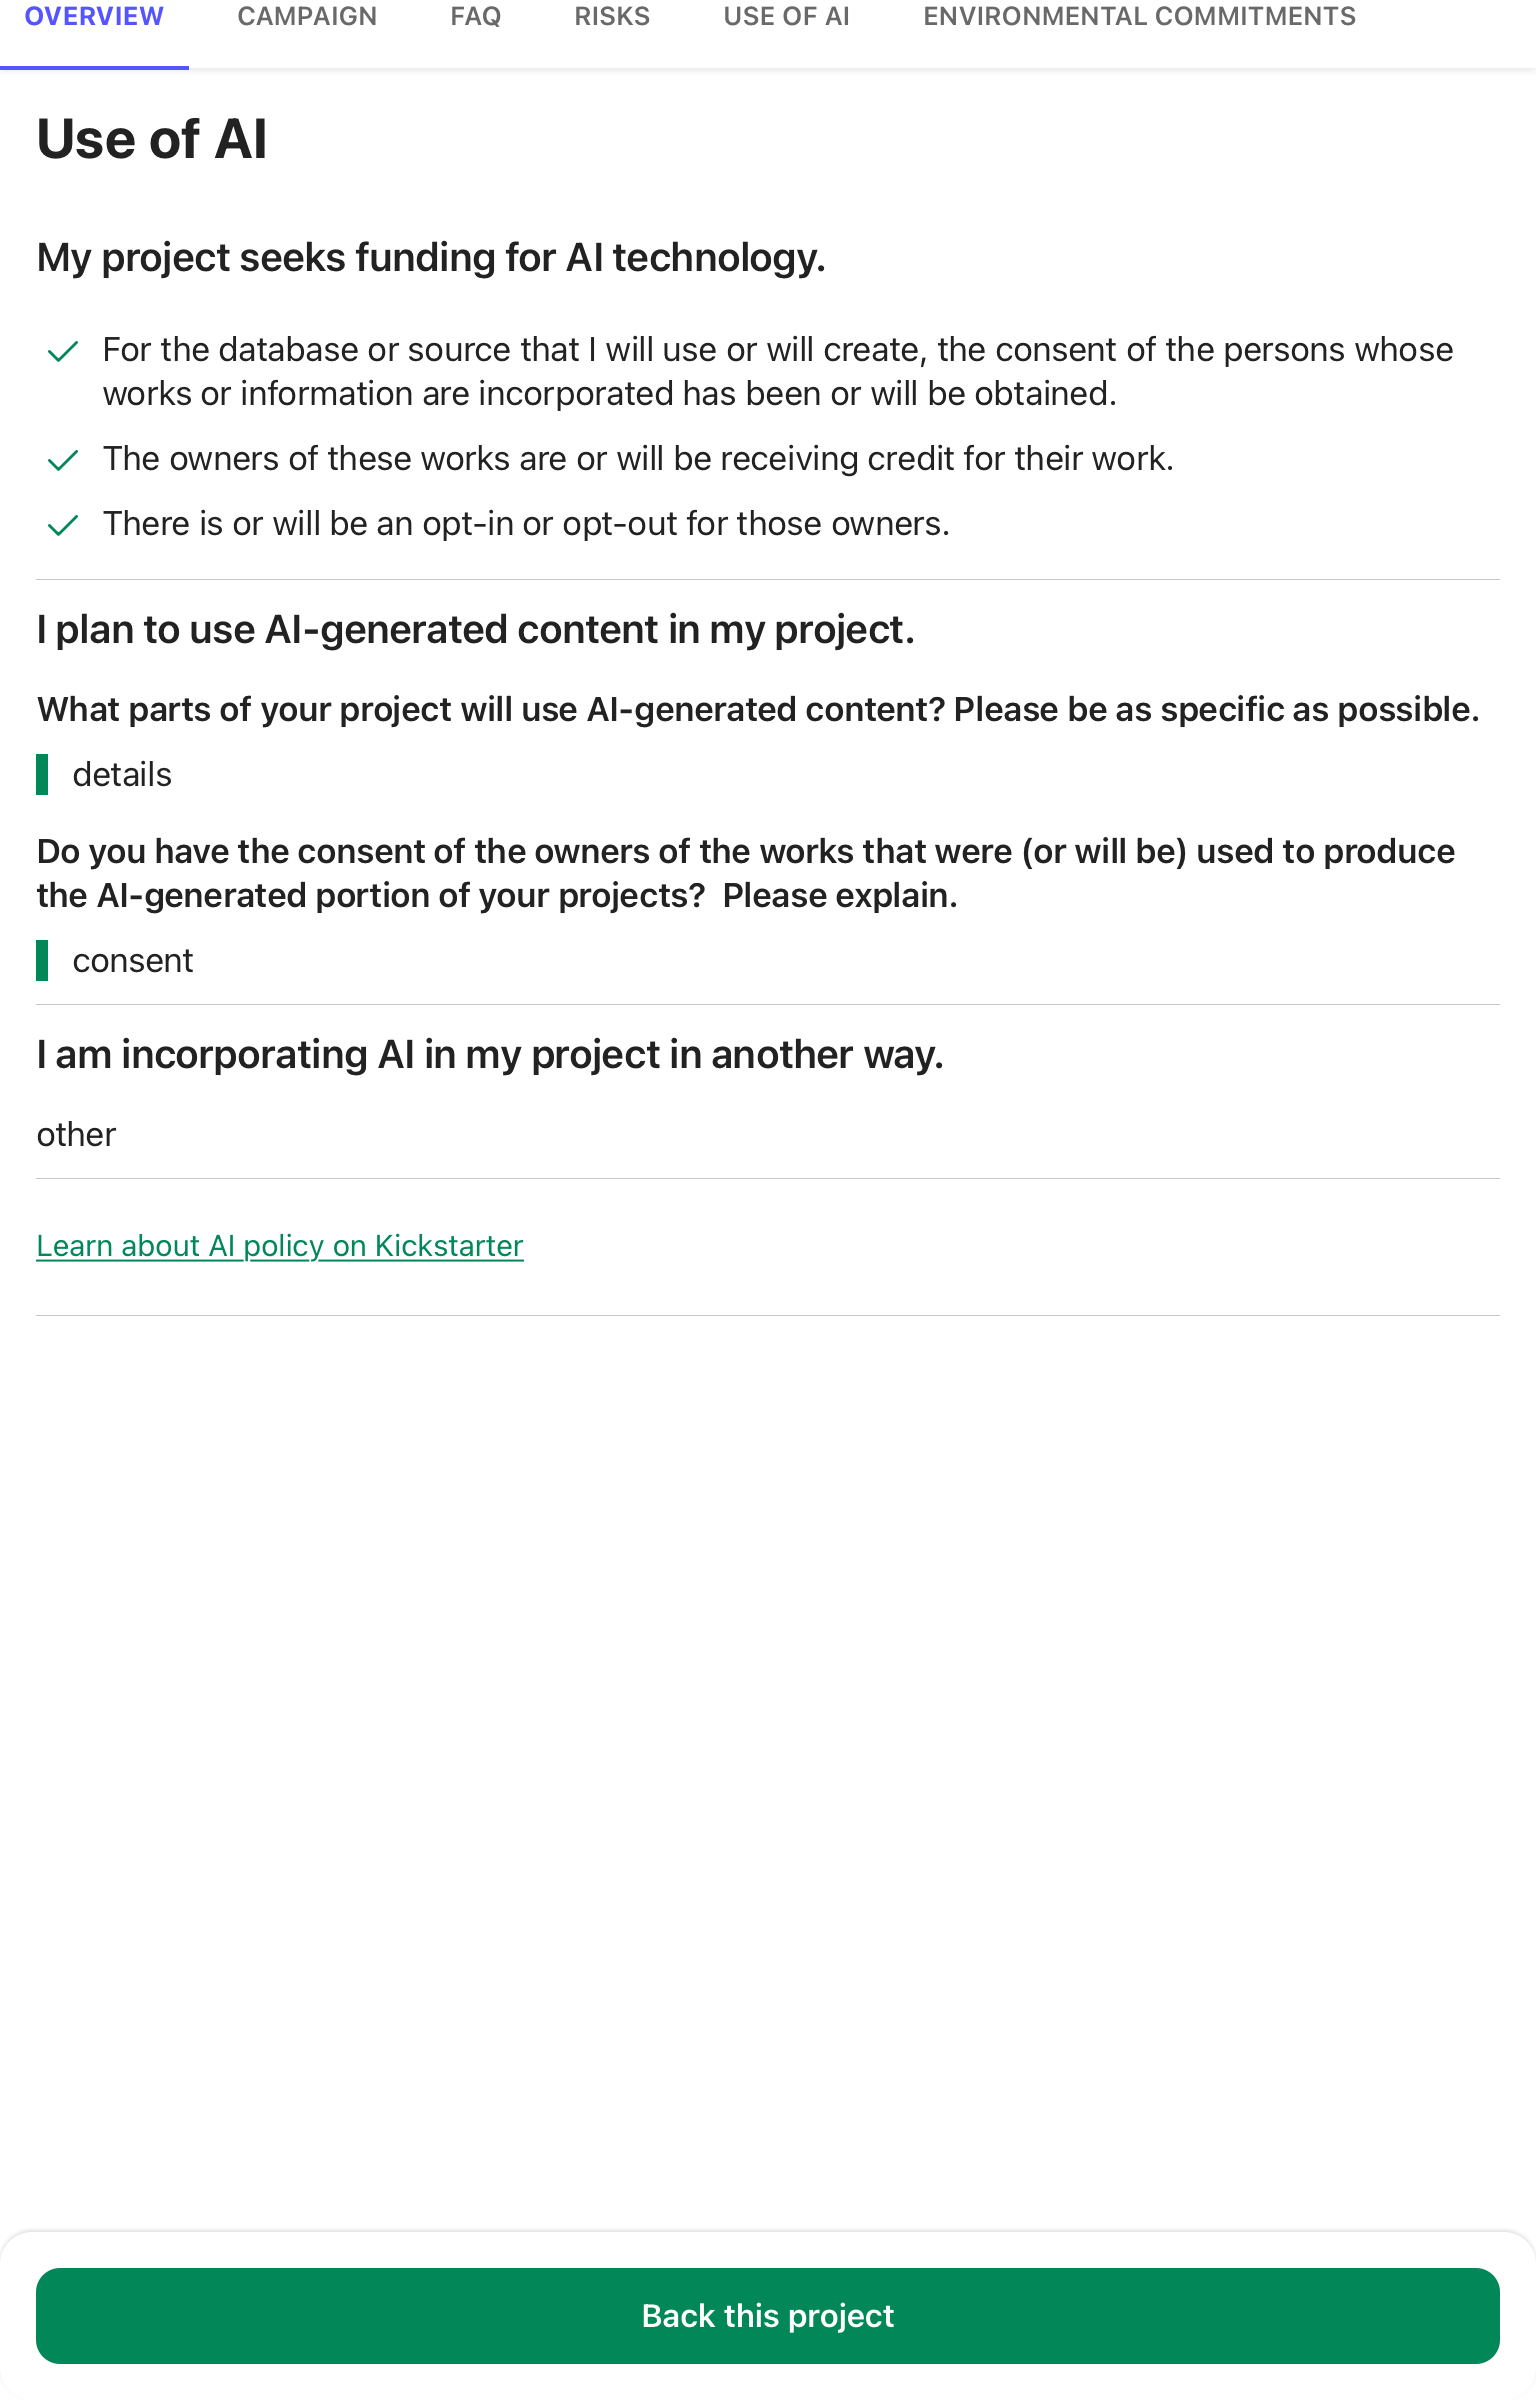 OVERVIEW CAMPAIGN FAQ RISKS USE OF AI ENVIRONMENTAL COMMITMENTS
Use of AI
My project seeks funding for AI technology.
For the database or source that I will use or will create, the consent of the persons whose
works or information are incorporated has been or will be obtained.
The owners of these works are or will be receiving credit for their work.
There is or will be an opt-in or opt-out for those owners.
I plan to use AI-generated content in my project.
What parts of your project will use AI-generated content? Please be as specific as possible.
details
Do you have the consent of the owners of the works that were (or will be) used to produce
the AI-generated portion of your projects?  Please explain.
consent
I am incorporating AI in my project in another way.
other
Learn about AI policy on Kickstarter
Back this project